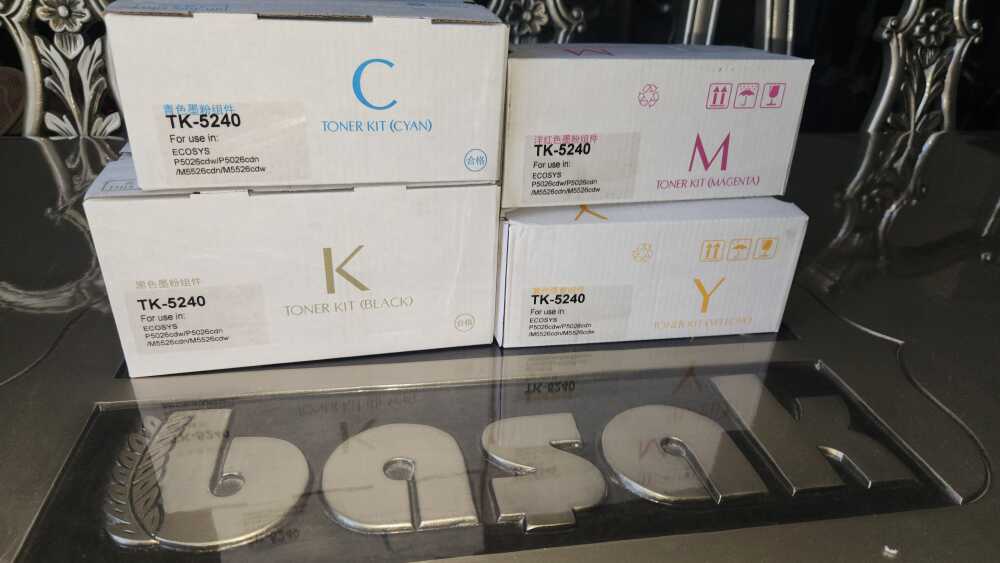 C
青色墨粉组件
TK-5240
For use in:
ECOSYS
P5026cdw/P5026cdn
/M5526cdn/M5526cdw
TONER KIT (CYAN)
合格
M
洋红色墨粉组件
TK-5240
For use in:
ECOSYS
P5026cdw/P5026cdn
/M5526cdn/M5526cdw
M
TONER KIT (MAGENTA)
K
黑色墨粉组件
TK-5240
For use in:
ECOSYS
P5026cdw/P5026cdn
/M5526cdn/M5526cdw
TONER KIT (BLACK)
合格
Y
黄色墨粉组件
TK-5240
For use in:
ECOSYS
P5026cdw/P5026cdn
/M5526cdn/M5526cdw
Y
TONER KIT (YELLOW)
başak